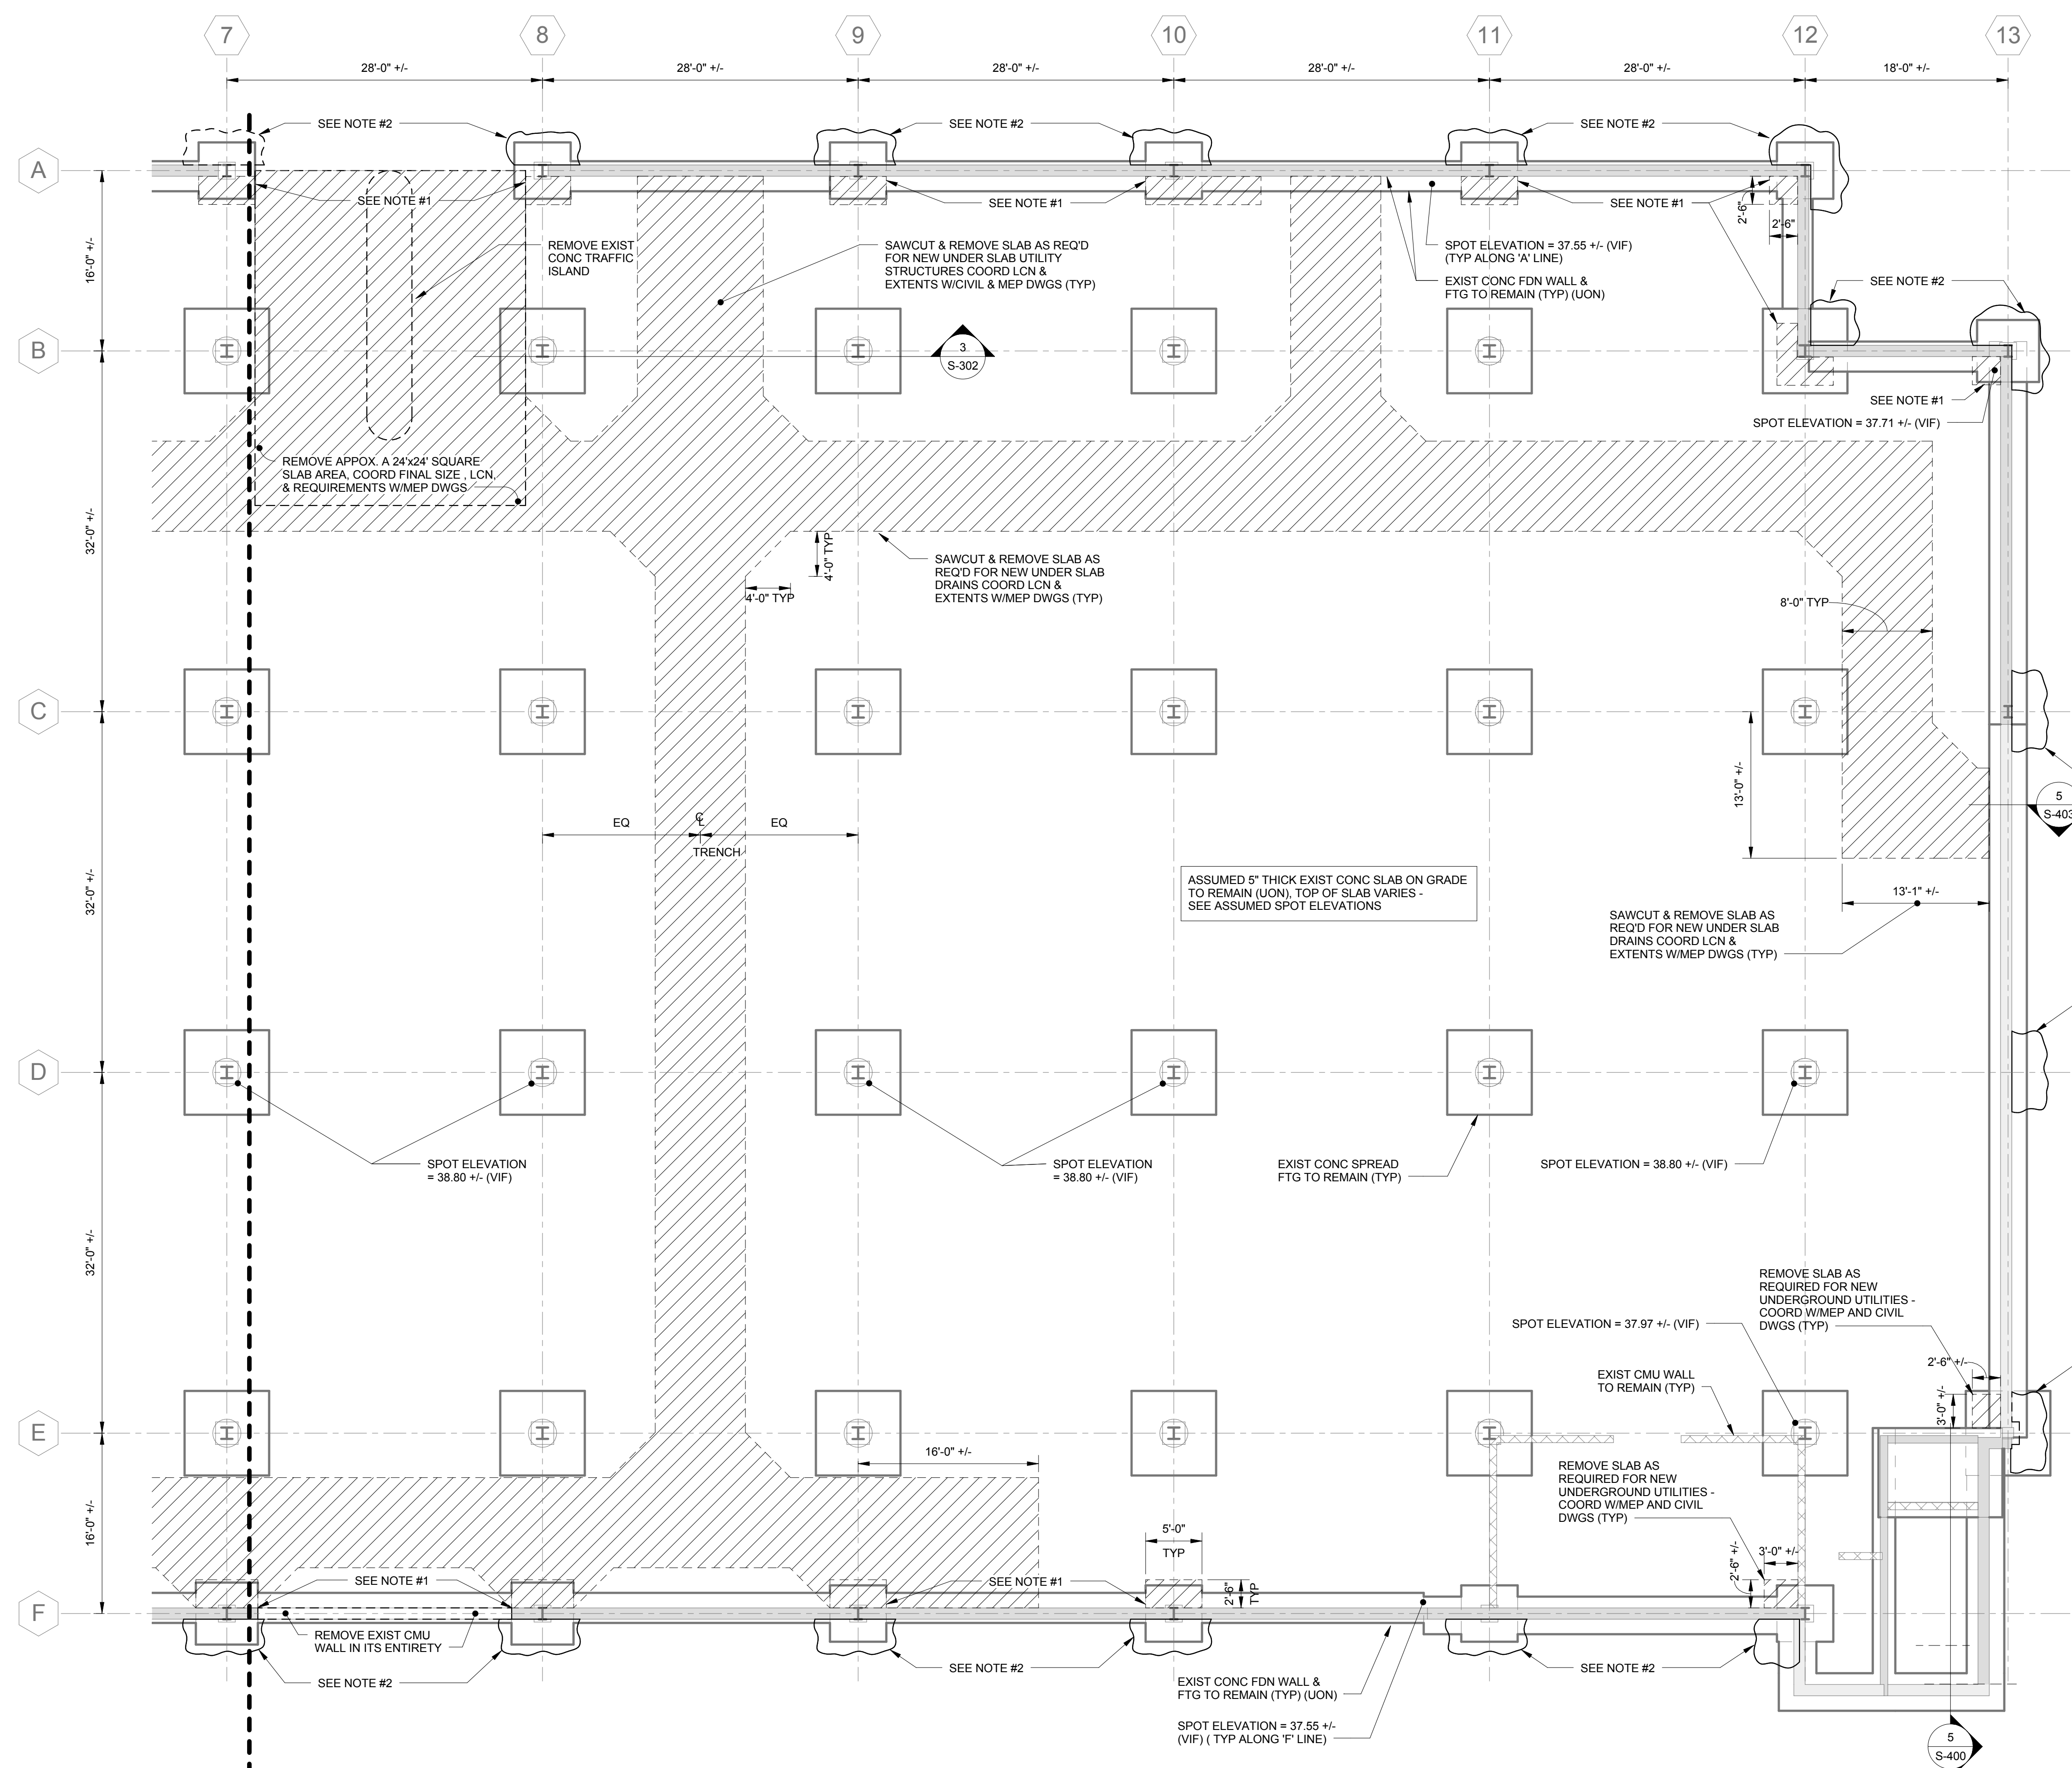 7
8
9
10
11
12
13
28'-0" +/-
28'-0" +/-
28'-0" +/-
28'-0" +/-
28'-0" +/-
18'-0" +/-
SEE NOTE #2
SEE NOTE #2
SEE NOTE #2
A
SEE NOTE #1
SEE NOTE #1
SEE NOTE #1
2'-6"
2'-6"
16'-0" +/-
REMOVE EXIST
CONC TRAFFIC
ISLAND
SAWCUT & REMOVE SLAB AS REQ'D
FOR NEW UNDER SLAB UTILITY
STRUCTURES COORD LCN &
EXTENTS W/CIVIL & MEP DWGS (TYP)
SPOT ELEVATION = 37.55 +/- (VIF)
(TYP ALONG 'A' LINE)
EXIST CONC FDN WALL &
FTG TO REMAIN (TYP) (UON)
SEE NOTE #2
B
3
S-302
SEE NOTE #1
SPOT ELEVATION = 37.71 +/- (VIF)
REMOVE APPOX. A 24'x24' SQUARE
SLAB AREA, COORD FINAL SIZE , LCN,
& REQUIREMENTS W/MEP DWGS
32'-0" +/-
4'-0" TYP
4'-0" TYP
SAWCUT & REMOVE SLAB AS
REQ'D FOR NEW UNDER SLAB
DRAINS COORD LCN &
EXTENTS W/MEP DWGS (TYP)
8'-0" TYP
C
13'-0" +/-
5
S-403
EQ
℄
EQ
TRENCH
32'-0" +/-
ASSUMED 5" THICK EXIST CONC SLAB ON GRADE
TO REMAIN (UON), TOP OF SLAB VARIES -
SEE ASSUMED SPOT ELEVATIONS
13'-1" +/-
SAWCUT & REMOVE SLAB AS
REQ'D FOR NEW UNDER SLAB
DRAINS COORD LCN &
EXTENTS W/MEP DWGS (TYP)
D
SPOT ELEVATION
= 38.80 +/- (VIF)
SPOT ELEVATION
= 38.80 +/- (VIF)
EXIST CONC SPREAD
FTG TO REMAIN (TYP)
SPOT ELEVATION = 38.80 +/- (VIF)
32'-0" +/-
REMOVE SLAB AS
REQUIRED FOR NEW
UNDERGROUND UTILITIES -
COORD W/MEP AND CIVIL
DWGS (TYP)
SPOT ELEVATION = 37.97 +/- (VIF)
2'-6" +/-
EXIST CMU WALL
TO REMAIN (TYP)
3'-0" +/-
E
16'-0" +/-
REMOVE SLAB AS
REQUIRED FOR NEW
UNDERGROUND UTILITIES -
COORD W/MEP AND CIVIL
DWGS (TYP)
16'-0" +/-
5'-0"
TYP
3'-0" +/-
2'-6" +/-
SEE NOTE #1
SEE NOTE #1
2'-6"
TYP
F
REMOVE EXIST CMU
WALL IN ITS ENTIRETY
SEE NOTE #2
SEE NOTE #2
SEE NOTE #2
EXIST CONC FDN WALL &
FTG TO REMAIN (TYP) (UON)
SPOT ELEVATION = 37.55 +/-
(VIF) ( TYP ALONG 'F' LINE)
5
S-400